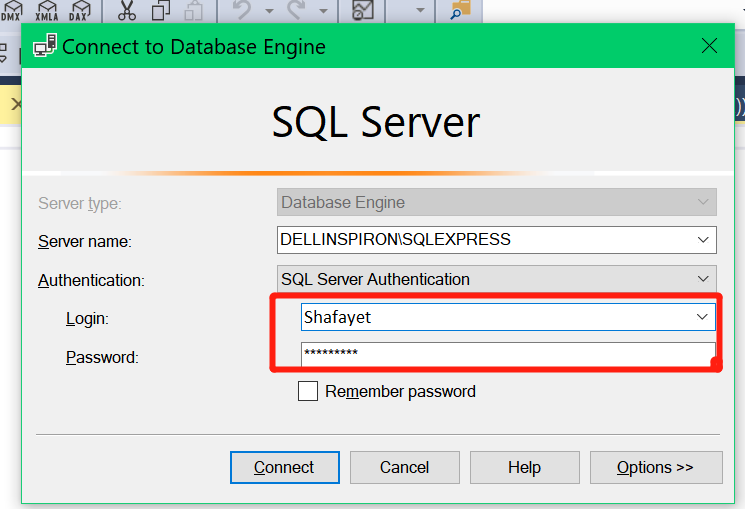 DMX XMLA DAX
Connect to Database Engine
SQL Server
Server type: Database Engine
Server name: DELLINSPIRON\SQLEXPRESS
Authentication: SQL Server Authentication
Login: Shafayet
Password: *********
Remember password
Connect Cancel Help Options >>